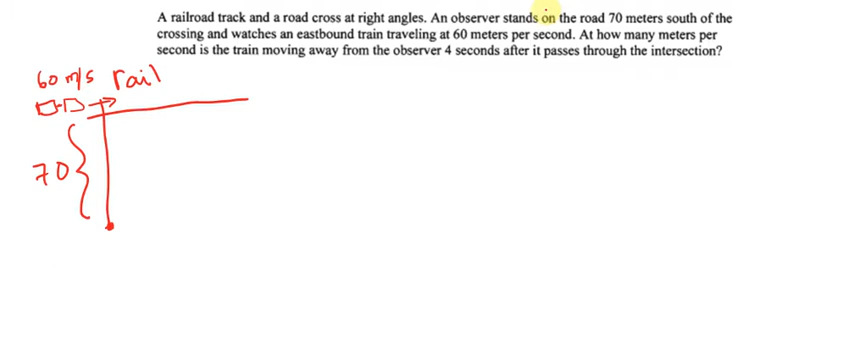 A railroad track and a road cross at right angles. An observer stands on the road 70 meters south of the
crossing and watches an eastbound train traveling at 60 meters per second. At how many meters per
second is the train moving away from the observer 4 seconds after it passes through the intersection?
60 m/s rail
70